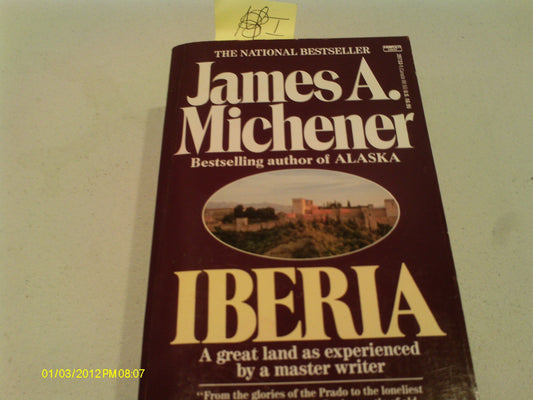 THE NATIONAL BESTSELLER
James A.
Michener
Bestselling author of ALASKA
IBERIA
A great land as experienced
by a master writer
"From the glories of the Prado to the loneliest
01/03/2012 PM 08:07